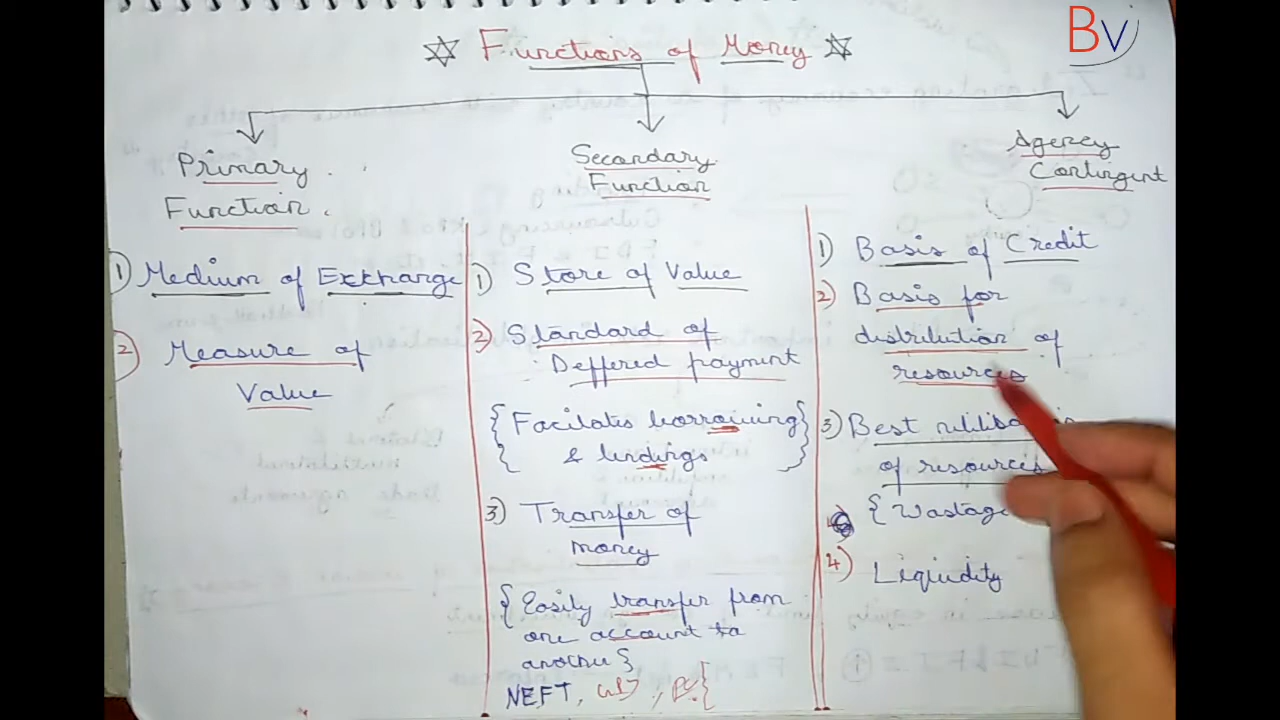 BV
Functions of Money
Primary
Function.
Medium of Exchange
1)
2)
Measure of
Value
Secondary
Function
1) Store of Value
2) Standard of
Deffered payment
{Facilates borrowing}
& lendings
3) Transfer of
money
{Easily transfer from
one account to
another}
NEFT,
Agency
Contingent
1) Basis of Credit
2) Basis for
distribution of
resources
3) Best
of resources
{Wastage
4) Liquidity